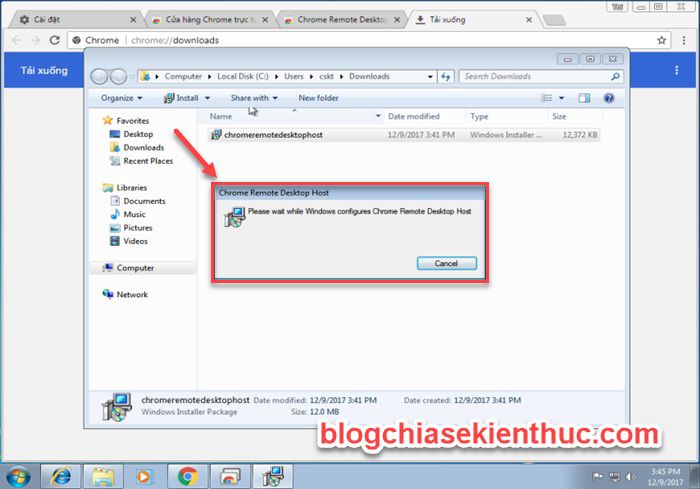 Cài đặt
Cửa hàng Chrome trực tu
Chrome Remote Desktop
Tải xuống
Chrome | chrome://downloads
Tải xuống
Computer Local Disk (C:) Users cskt Downloads
Search Downloads
Organize Install Share with New folder
Name Date modified Type Size
chromeremotedesktophost 12/9/2017 3:41 PM Windows Installer ... 12,372 KB
Favorites
Desktop
Downloads
Recent Places
Libraries
Documents
Music
Pictures
Videos
Computer
Network
Chrome Remote Desktop Host
Please wait while Windows configures Chrome Remote Desktop Host
Cancel
chromeremotedesktophost Date modified: 12/9/2017 3:41 PM Date created: 12/9/2017 3:41 PM
Windows Installer Package Size: 12.0 MB
blogchiasekienthuc.com
3:45 PM
12/9/2017